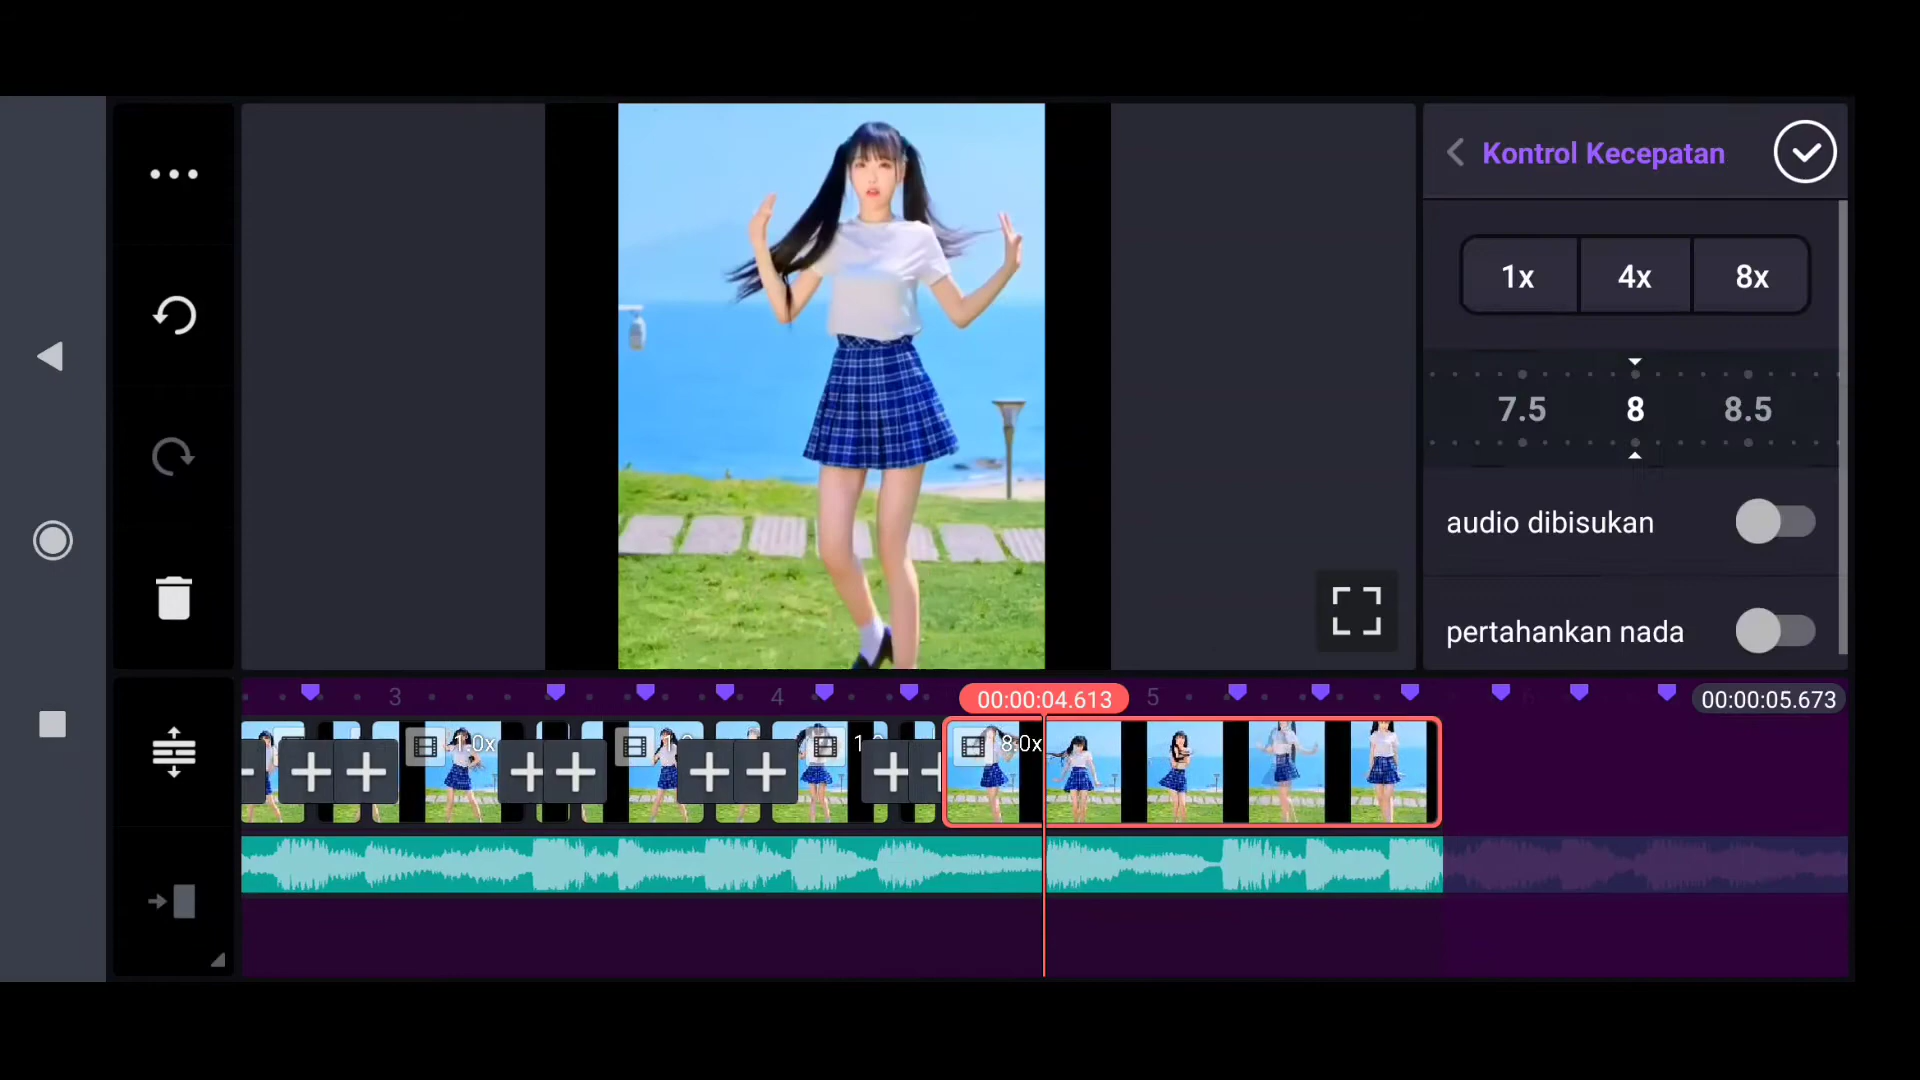 Kontrol Kecepatan
1x 4x 8x
7.5 8 8.5
audio dibisukan
pertahankan nada
3 4 00:00:04.613 5 00:00:05.673
1.0x 8.0x